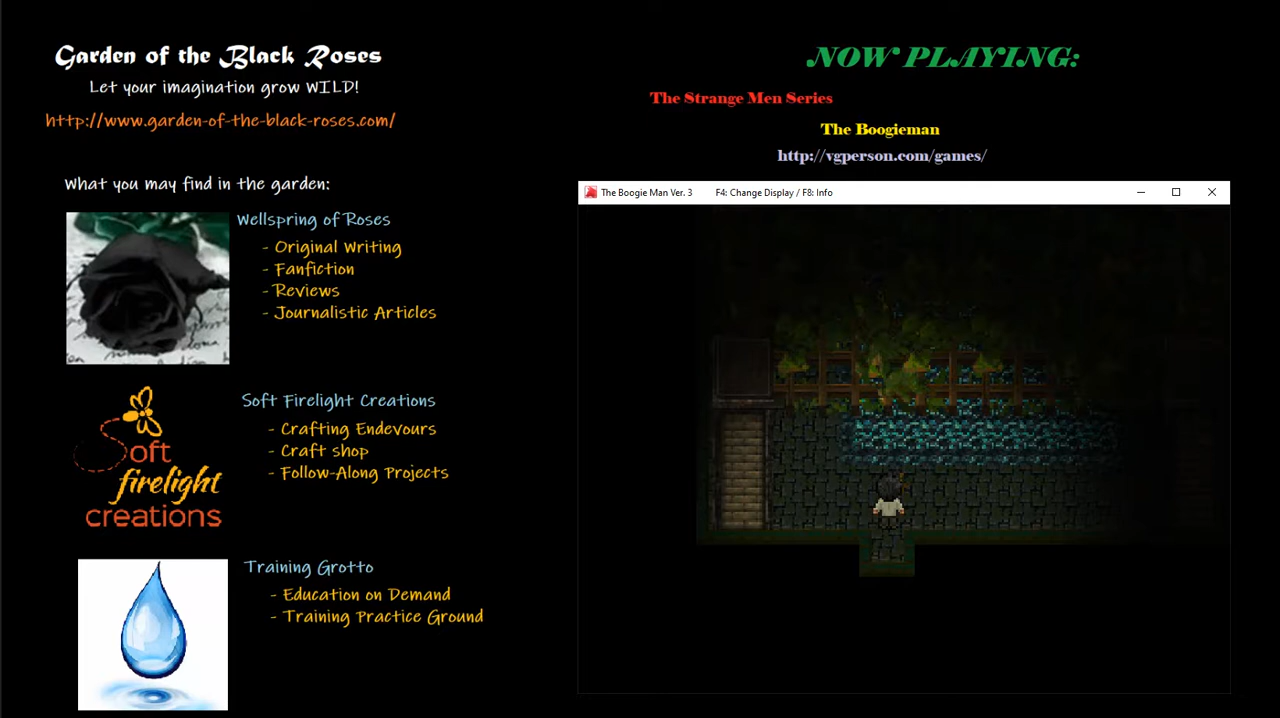 Garden of the Black Roses
Let your imagination grow WILD!
http://www.garden-of-the-black-roses.com/
What you may find in the garden:
Wellspring of Roses
- Original Writing
- Fanfiction
- Reviews
- Journalistic Articles
Soft
firelight
creations
Soft Firelight Creations
- Crafting Endevours
- Craft shop
- Follow-Along Projects
Training Grotto
- Education on Demand
- Training Practice Ground
NOW PLAYING:
The Strange Men Series
The Boogieman
http://vgperson.com/games/
The Boogie Man Ver. 3 F4: Change Display / F8: Info